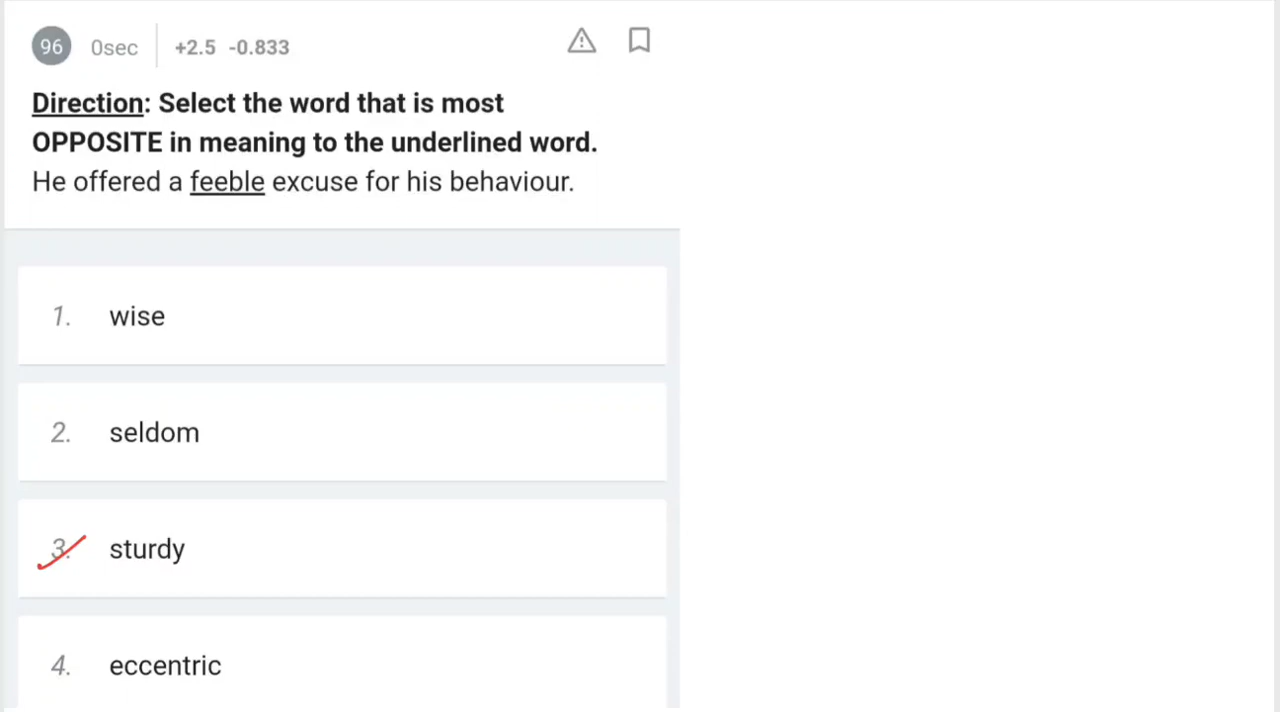 96 0sec +2.5 -0.833
Direction: Select the word that is most
OPPOSITE in meaning to the underlined word.
He offered a feeble excuse for his behaviour.
1. wise
2. seldom
3. sturdy
4. eccentric